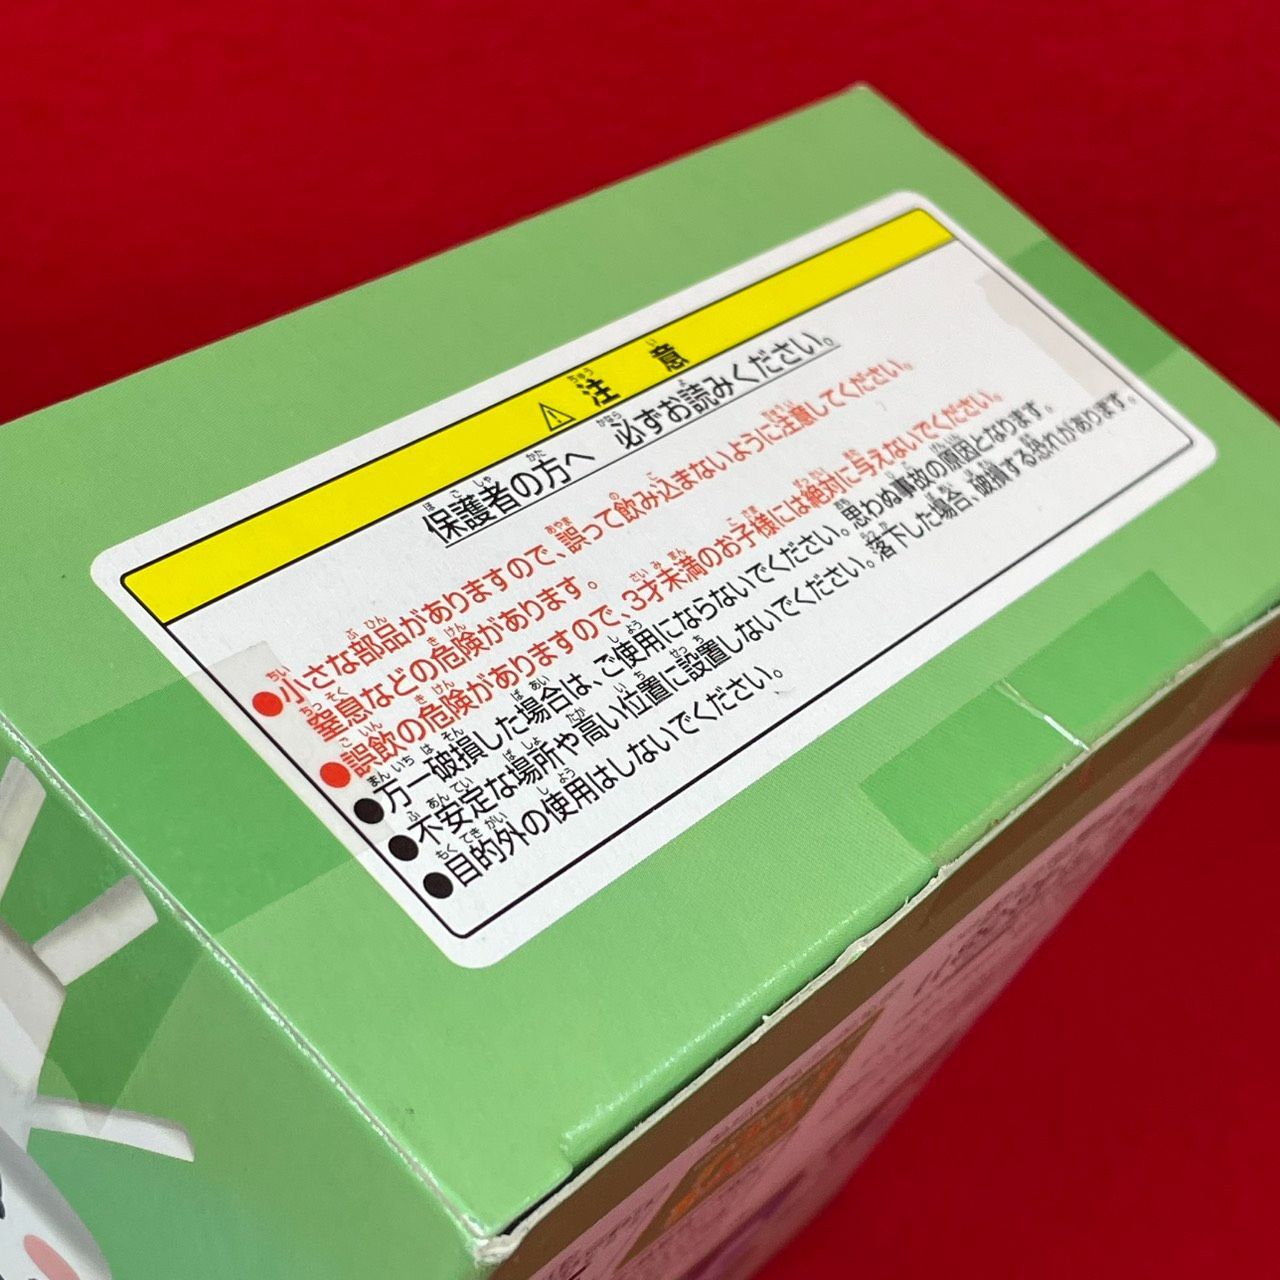 ⚠ 注意
保護者の方へ 必ずお読みください。
●小さな部品がありますので、誤って飲み込まないように注意してください。
窒息などの危険があります。
●誤飲の危険がありますので、3才未満のお子様には絶対に与えないでください。
●万一破損した場合は、ご使用にならないでください。思わぬ事故の原因となります。
●不安定な場所や高い位置に設置しないでください。落下した場合、破損する恐れがあります。
●目的外の使用はしないでください。